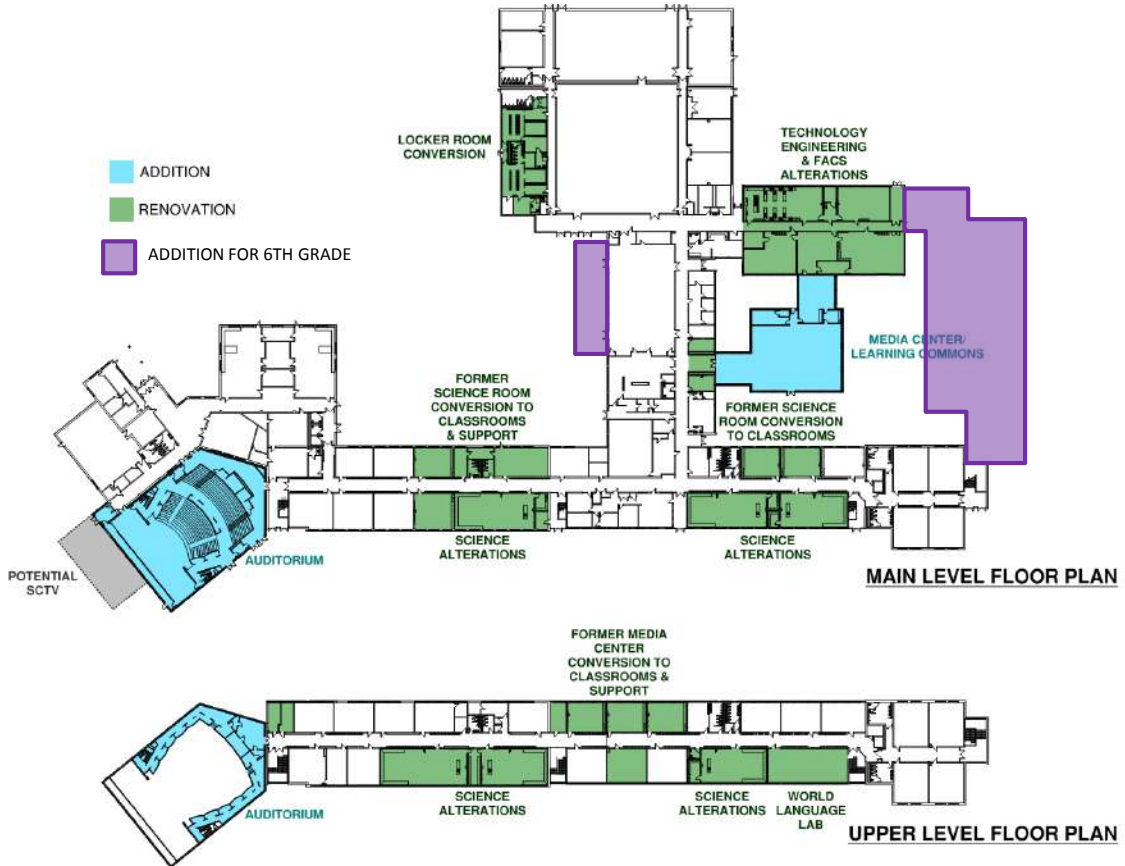 LOCKER ROOM
CONVERSION
TECHNOLOGY
ENGINEERING
& FACS
ALTERATIONS
ADDITION
RENOVATION
ADDITION FOR 6TH GRADE
MEDIA CENTER/
LEARNING COMMONS
FORMER
SCIENCE ROOM
CONVERSION TO
CLASSROOMS
& SUPPORT
FORMER SCIENCE
ROOM CONVERSION
TO CLASSROOMS
AUDITORIUM
SCIENCE
ALTERATIONS
SCIENCE
ALTERATIONS
POTENTIAL
SCTV
MAIN LEVEL FLOOR PLAN
FORMER MEDIA
CENTER
CONVERSION TO
CLASSROOMS &
SUPPORT
AUDITORIUM
SCIENCE
ALTERATIONS
SCIENCE
ALTERATIONS
WORLD
LANGUAGE
LAB
UPPER LEVEL FLOOR PLAN